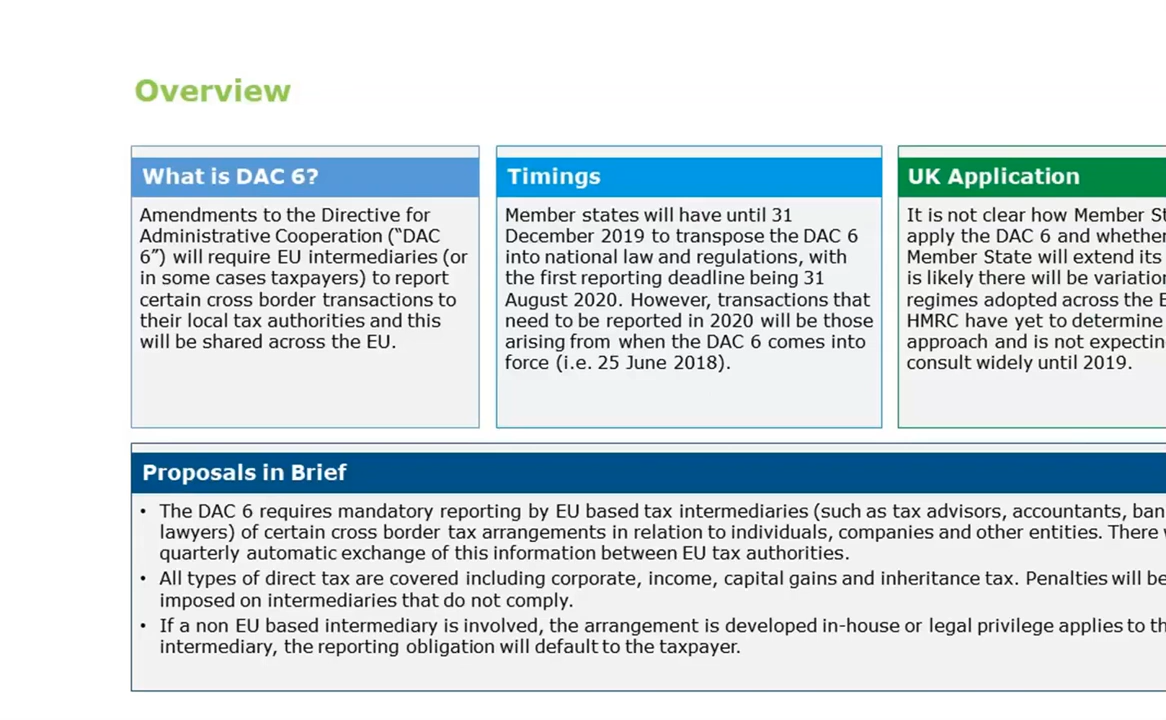 Overview
What is DAC 6?
Amendments to the Directive for
Administrative Cooperation (“DAC
6”) will require EU intermediaries (or
in some cases taxpayers) to report
certain cross border transactions to
their local tax authorities and this
will be shared across the EU.
Timings
Member states will have until 31
December 2019 to transpose the DAC 6
into national law and regulations, with
the first reporting deadline being 31
August 2020. However, transactions that
need to be reported in 2020 will be those
arising from when the DAC 6 comes into
force (i.e. 25 June 2018).
UK Application
It is not clear how Member
apply the DAC 6 and whether
Member State will extend its
is likely there will be
regimes adopted across the
HMRC have yet to determine
approach and is not
consult widely until 2019.
Proposals in Brief
• The DAC 6 requires mandatory reporting by EU based tax intermediaries (such as tax advisors, accountants,
lawyers) of certain cross border tax arrangements in relation to individuals, companies and other entities. There
quarterly automatic exchange of this information between EU tax authorities.
• All types of direct tax are covered including corporate, income, capital gains and inheritance tax. Penalties will be
imposed on intermediaries that do not comply.
• If a non EU based intermediary is involved, the arrangement is developed in-house or legal privilege applies to
intermediary, the reporting obligation will default to the taxpayer.